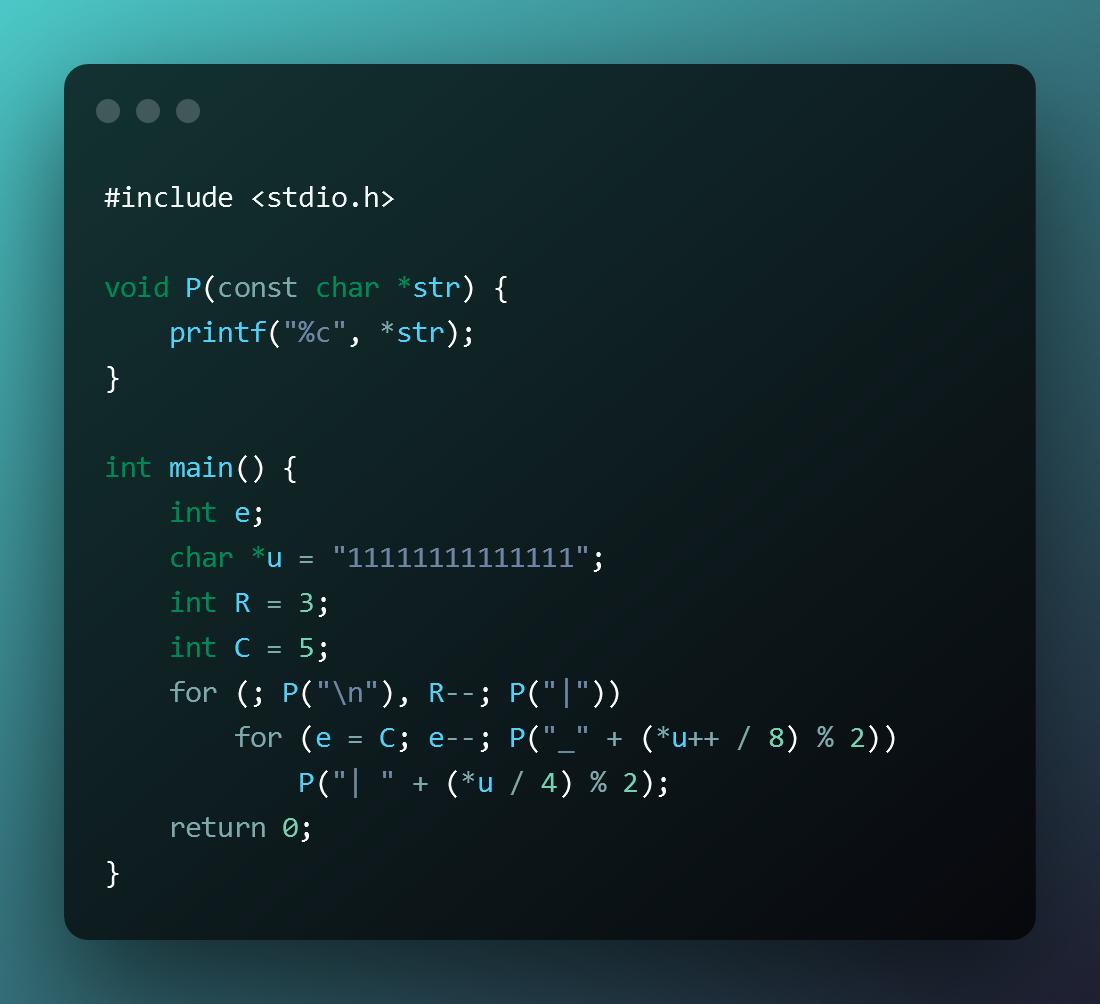 #include <stdio.h>
void P(const char *str) {
    printf("%c", *str);
}
int main() {
    int e;
    char *u = "11111111111111";
    int R = 3;
    int C = 5;
    for (; P("\n"), R--; P("|"))
        for (e = C; e--; P("_" + (*u++ / 8) % 2))
            P("| " + (*u / 4) % 2);
    return 0;
}